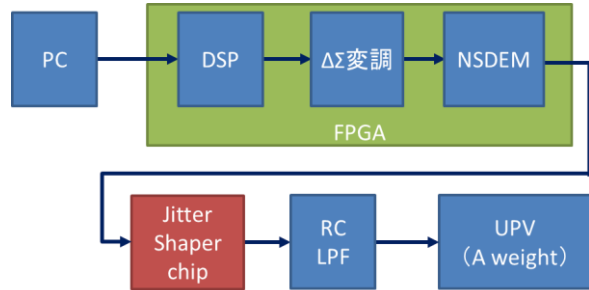 PC
DSP
ΔΣ変調
NSDEM
FPGA
Jitter
Shaper
chip
RC
LPF
UPV
（A weight）